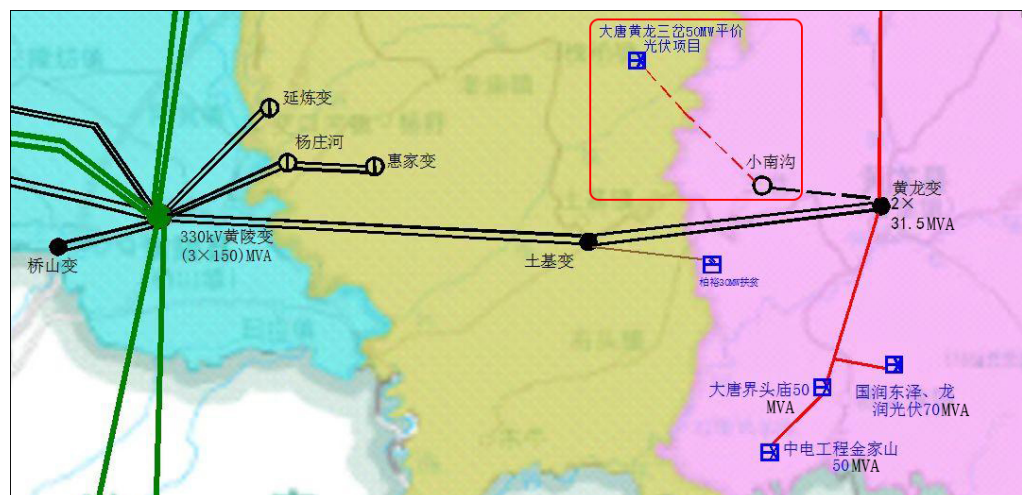 大唐黄龙三岔50MW平价
光伏项目
延炼变
杨庄河
惠家变
小南沟
黄龙变
2×
31.5MVA
330kV黄陵变
(3×150)MVA
桥山变
土基变
柏裕30MW扶贫
大唐界头庙50
MVA
国润东泽、龙
润光伏70MVA
中电工程金家山
50MVA